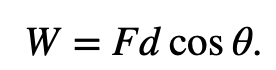 W = Fd cos θ.